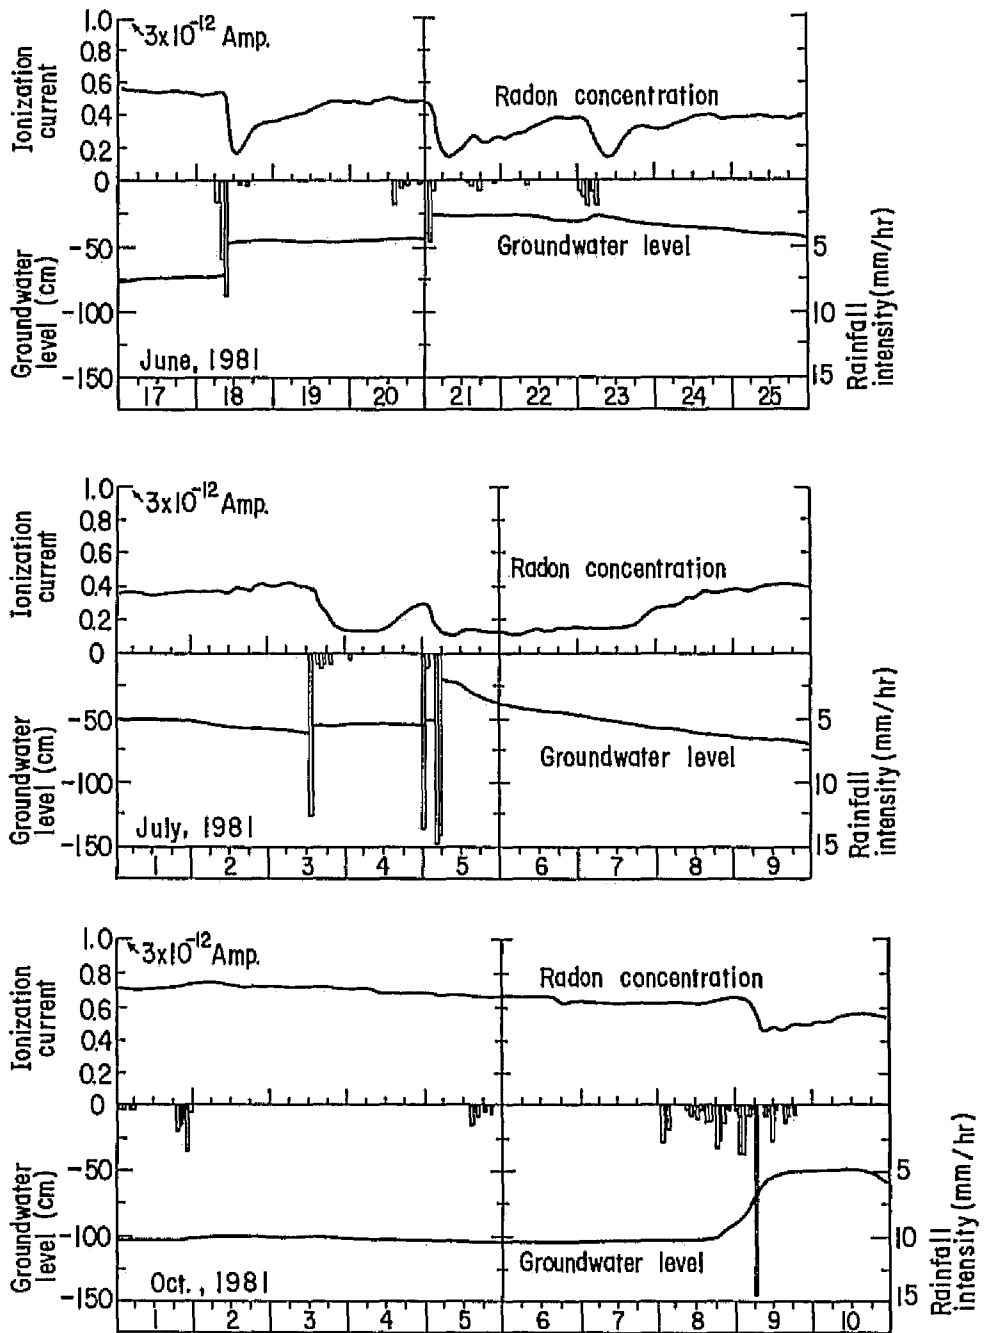 1.0
3x10⁻¹² Amp.
0.8
0.6
0.4
0.2
0
Ionization
current
Radon concentration
-50
-100
-150
Groundwater
level (cm)
Groundwater level
5
10
15
Rainfall
intensity (mm/hr)
June, 1981
17 18 19 20 21 22 23 24 25
1.0
3x10⁻¹² Amp.
0.8
0.6
0.4
0.2
0
Ionization
current
Radon concentration
-50
-100
-150
Groundwater
level (cm)
Groundwater level
5
10
15
Rainfall
intensity (mm/hr)
July, 1981
1 2 3 4 5 6 7 8 9
1.0
3x10⁻¹² Amp.
0.8
0.6
0.4
0.2
0
Ionization
current
Radon concentration
-50
-100
-150
Groundwater
level (cm)
Groundwater level
5
10
15
Rainfall
intensity (mm/hr)
Oct., 1981
1 2 3 4 5 6 7 8 9 10